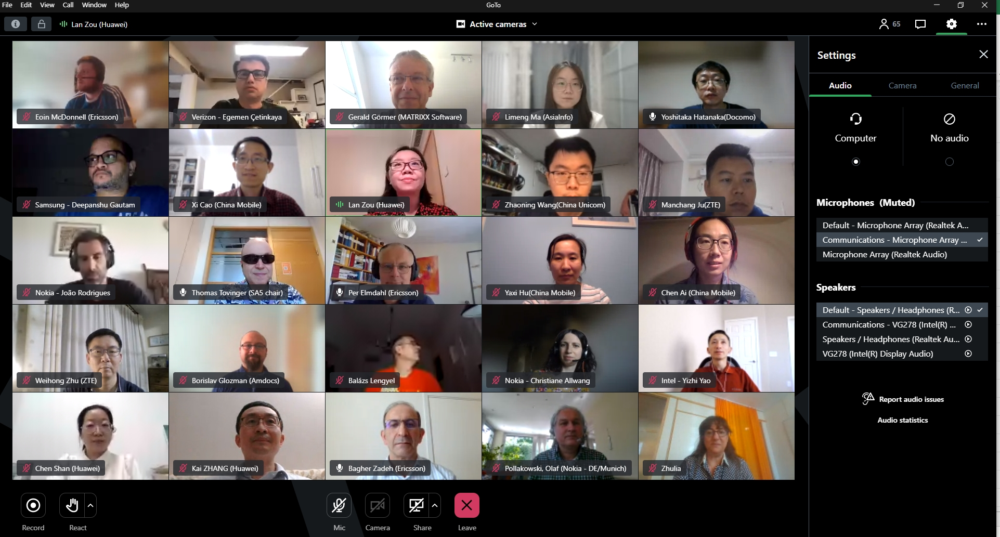 File Edit View Call Window Help
GoTo
Lan Zou (Huawei)
Active cameras
65
Eoin McDonnell (Ericsson)
Verizon - Egemen Çetinkaya
Gerald Görmer (MATRIXX Software)
Limeng Ma (AsiaInfo)
Yoshitaka Hatanaka(Docomo)
Samsung - Deepanshu Gautam
Xi Cao (China Mobile)
Lan Zou (Huawei)
Zhaoning Wang(China Unicom)
Manchang Ju(ZTE)
Nokia - João Rodrigues
Thomas Tovinger (SA5 chair)
Per Elmdahl (Ericsson)
Yaxi Hu(China Mobile)
Chen Ai (China Mobile)
Weihong Zhu (ZTE)
Borislav Glozman (Amdocs)
Balázs Lengyel
Nokia - Christiane Allwang
Intel - Yizhi Yao
Chen Shan (Huawei)
Kai ZHANG (Huawei)
Bagher Zadeh (Ericsson)
Pollakowski, Olaf (Nokia - DE/Munich)
Zhulia
Record
React
Mic
Camera
Share
Leave
Settings
Audio
Camera
General
Computer
No audio
Microphones (Muted)
Default - Microphone Array (Realtek A...
Communications - Microphone Array ...
Microphone Array (Realtek Audio)
Speakers
Default - Speakers / Headphones (R...
Communications - VG278 (Intel(R) ...
Speakers / Headphones (Realtek Au...
VG278 (Intel(R) Display Audio)
Report audio issues
Audio statistics